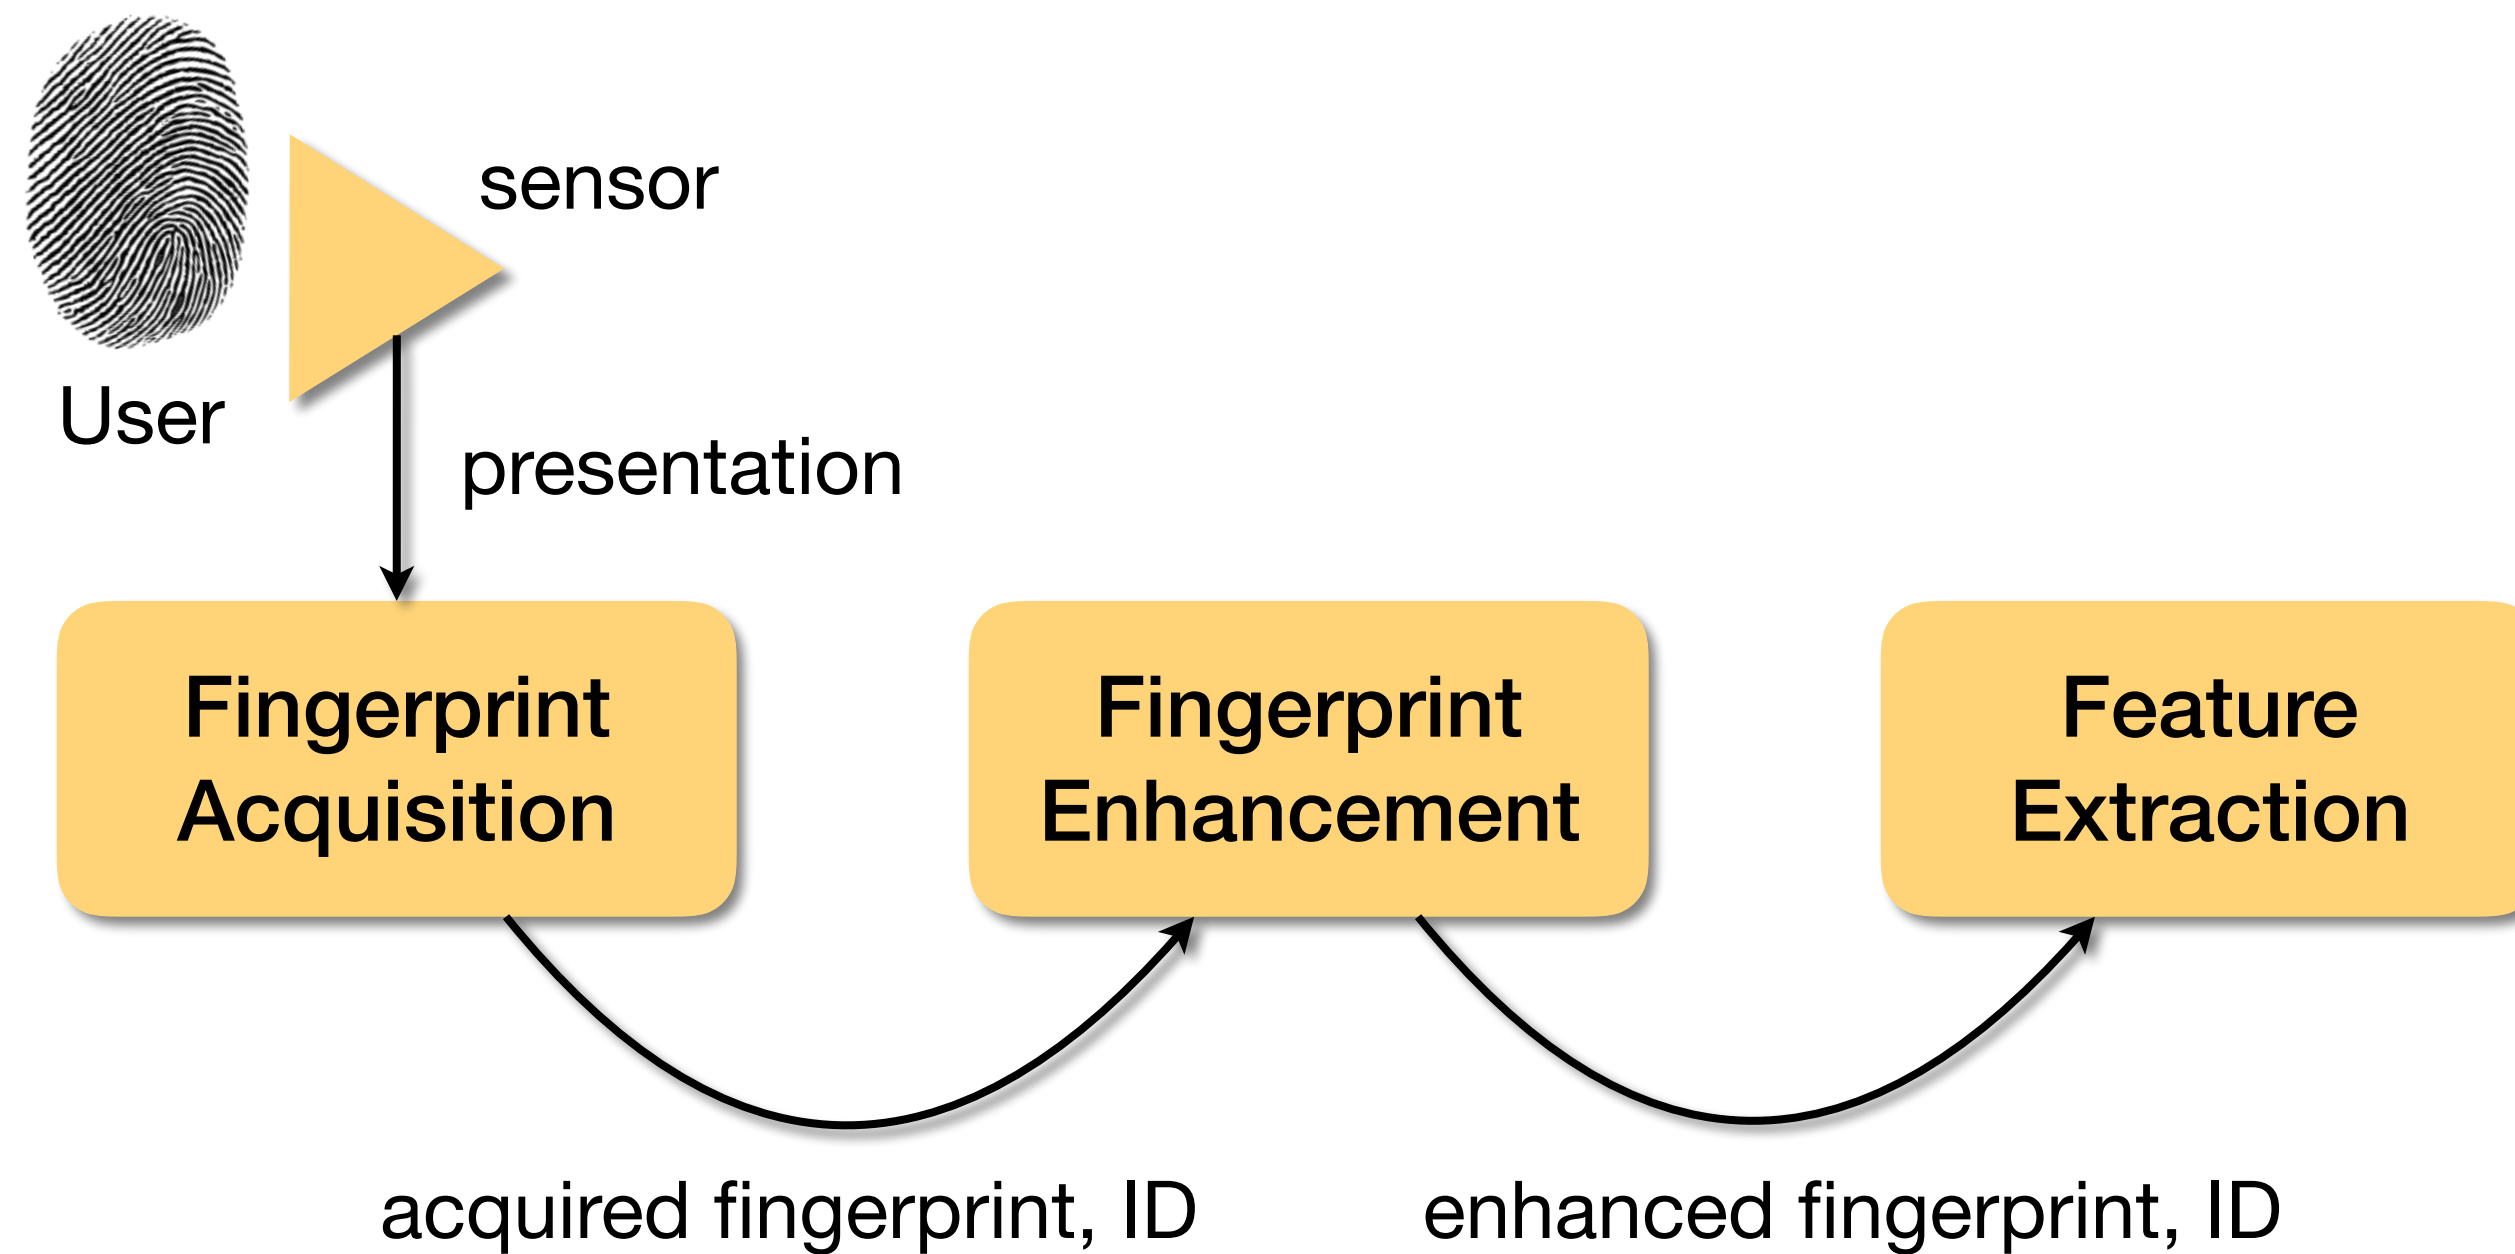 sensor
User
presentation
Fingerprint
Acquisition
Fingerprint
Enhancement
Feature
Extraction
acquired fingerprint, ID
enhanced fingerprint, ID